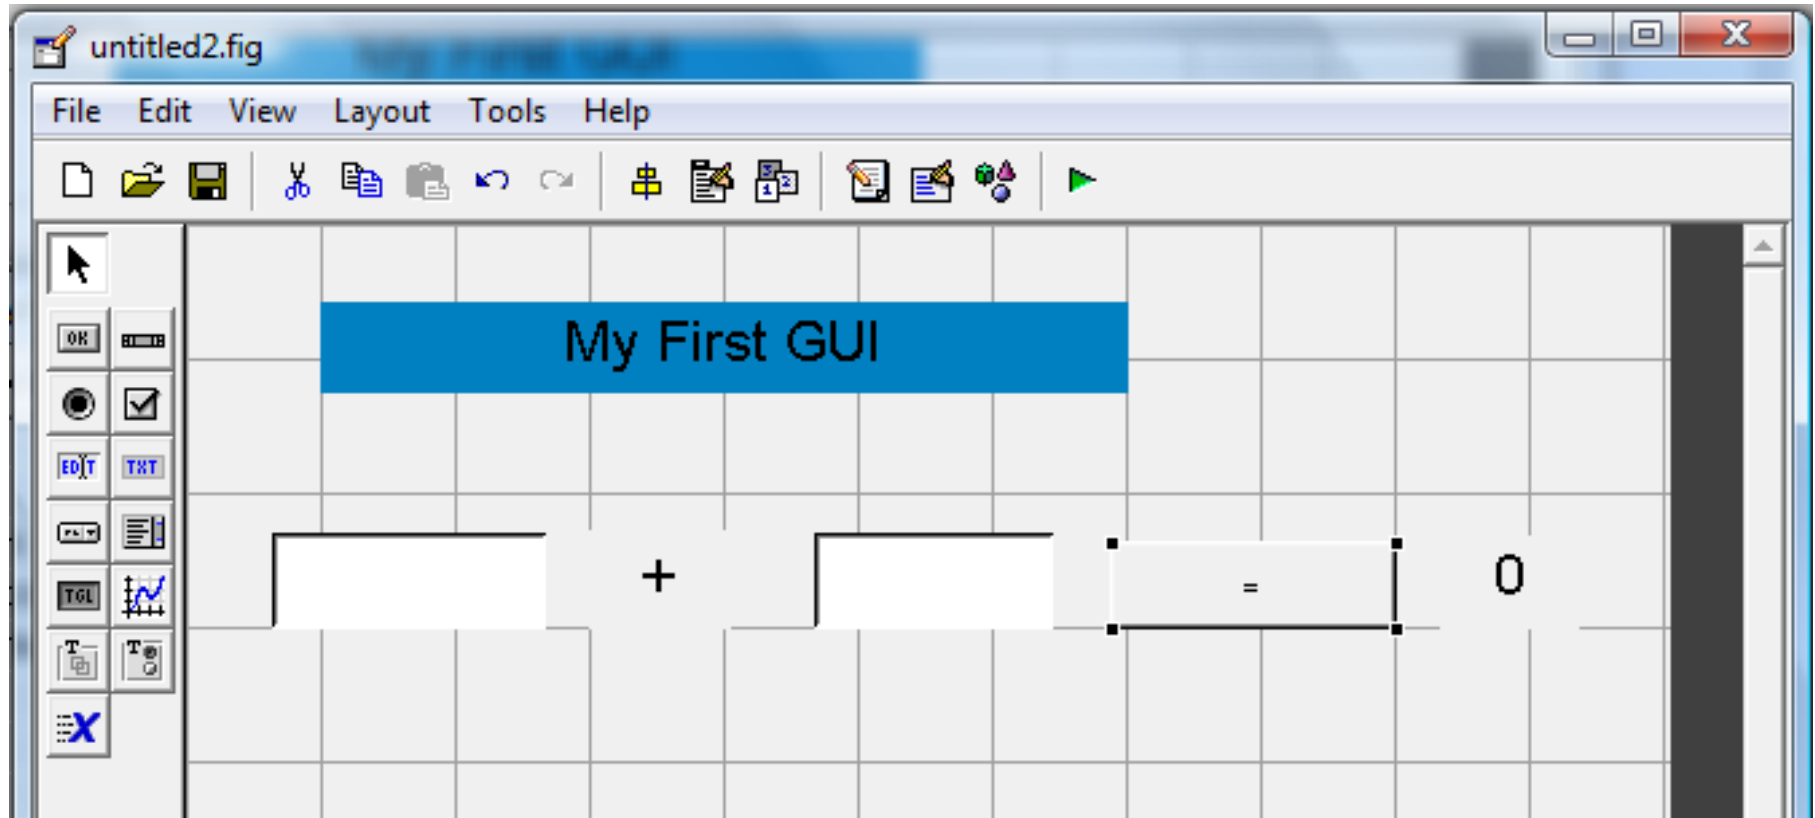 untitled2.fig
File Edit View Layout Tools Help
My First GUI
OK
EDIT TXT
TGL
T T
X
+ = 0